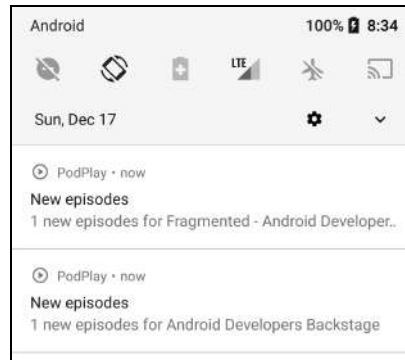 Android 100% 8:34
LTE
Sun, Dec 17
PodPlay • now
New episodes
1 new episodes for Fragmented - Android Developer..
PodPlay • now
New episodes
1 new episodes for Android Developers Backstage